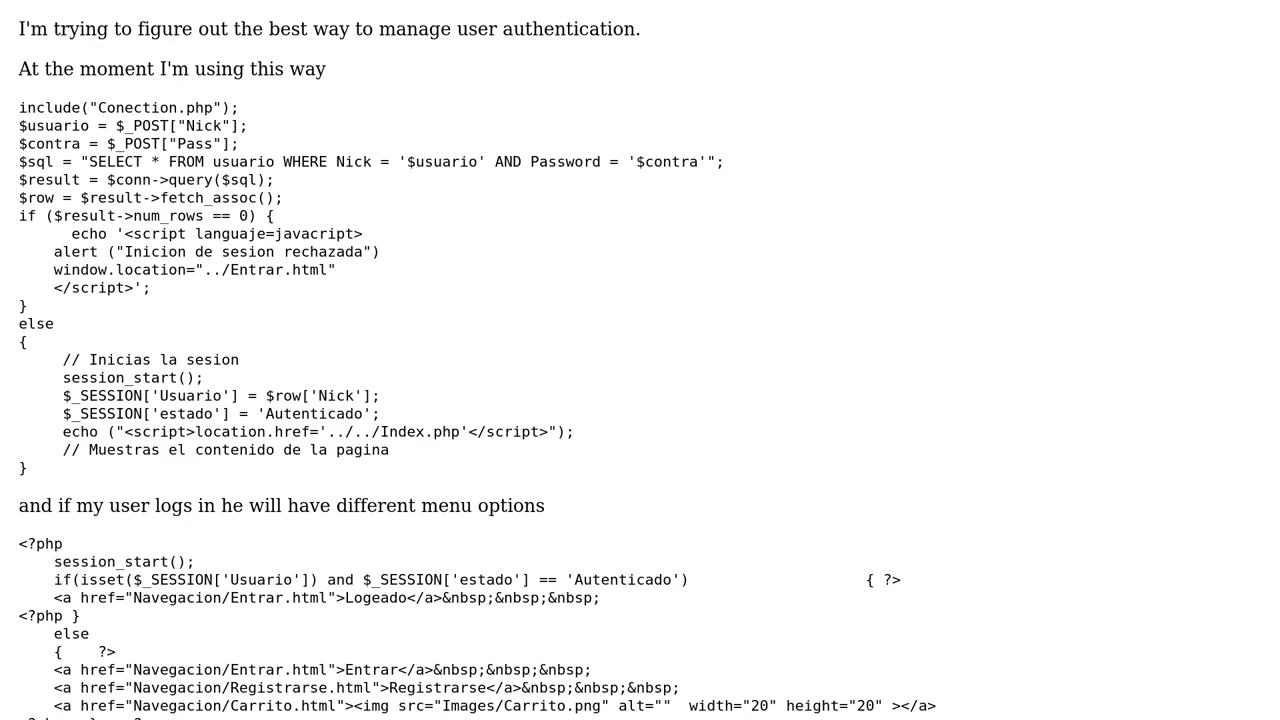 I'm trying to figure out the best way to manage user authentication.
At the moment I'm using this way
include("Conection.php");
$usuario = $_POST["Nick"];
$contra = $_POST["Pass"];
$sql = "SELECT * FROM usuario WHERE Nick = '$usuario' AND Password = '$contra'";
$result = $conn->query($sql);
$row = $result->fetch_assoc();
if ($result->num_rows == 0) {
      echo '<script languaje=javacript>
    alert ("Inicion de sesion rechazada")
    window.location="../Entrar.html"
    </script>';
}
else
{
     // Inicias la sesion
     session_start();
     $_SESSION['Usuario'] = $row['Nick'];
     $_SESSION['estado'] = 'Autenticado';
     echo ("<script>location.href='../../Index.php'</script>");
     // Muestras el contenido de la pagina
}
and if my user logs in he will have different menu options
<?php
    session_start();
    if(isset($_SESSION['Usuario']) and $_SESSION['estado'] == 'Autenticado')                    { ?>
    <a href="Navegacion/Entrar.html">Logeado</a>&nbsp;&nbsp;&nbsp;
<?php }
    else
    {    ?>
    <a href="Navegacion/Entrar.html">Entrar</a>&nbsp;&nbsp;&nbsp;
    <a href="Navegacion/Registrarse.html">Registrarse</a>&nbsp;&nbsp;&nbsp;
    <a href="Navegacion/Carrito.html"><img src="Images/Carrito.png" alt=""  width="20" height="20" ></a>